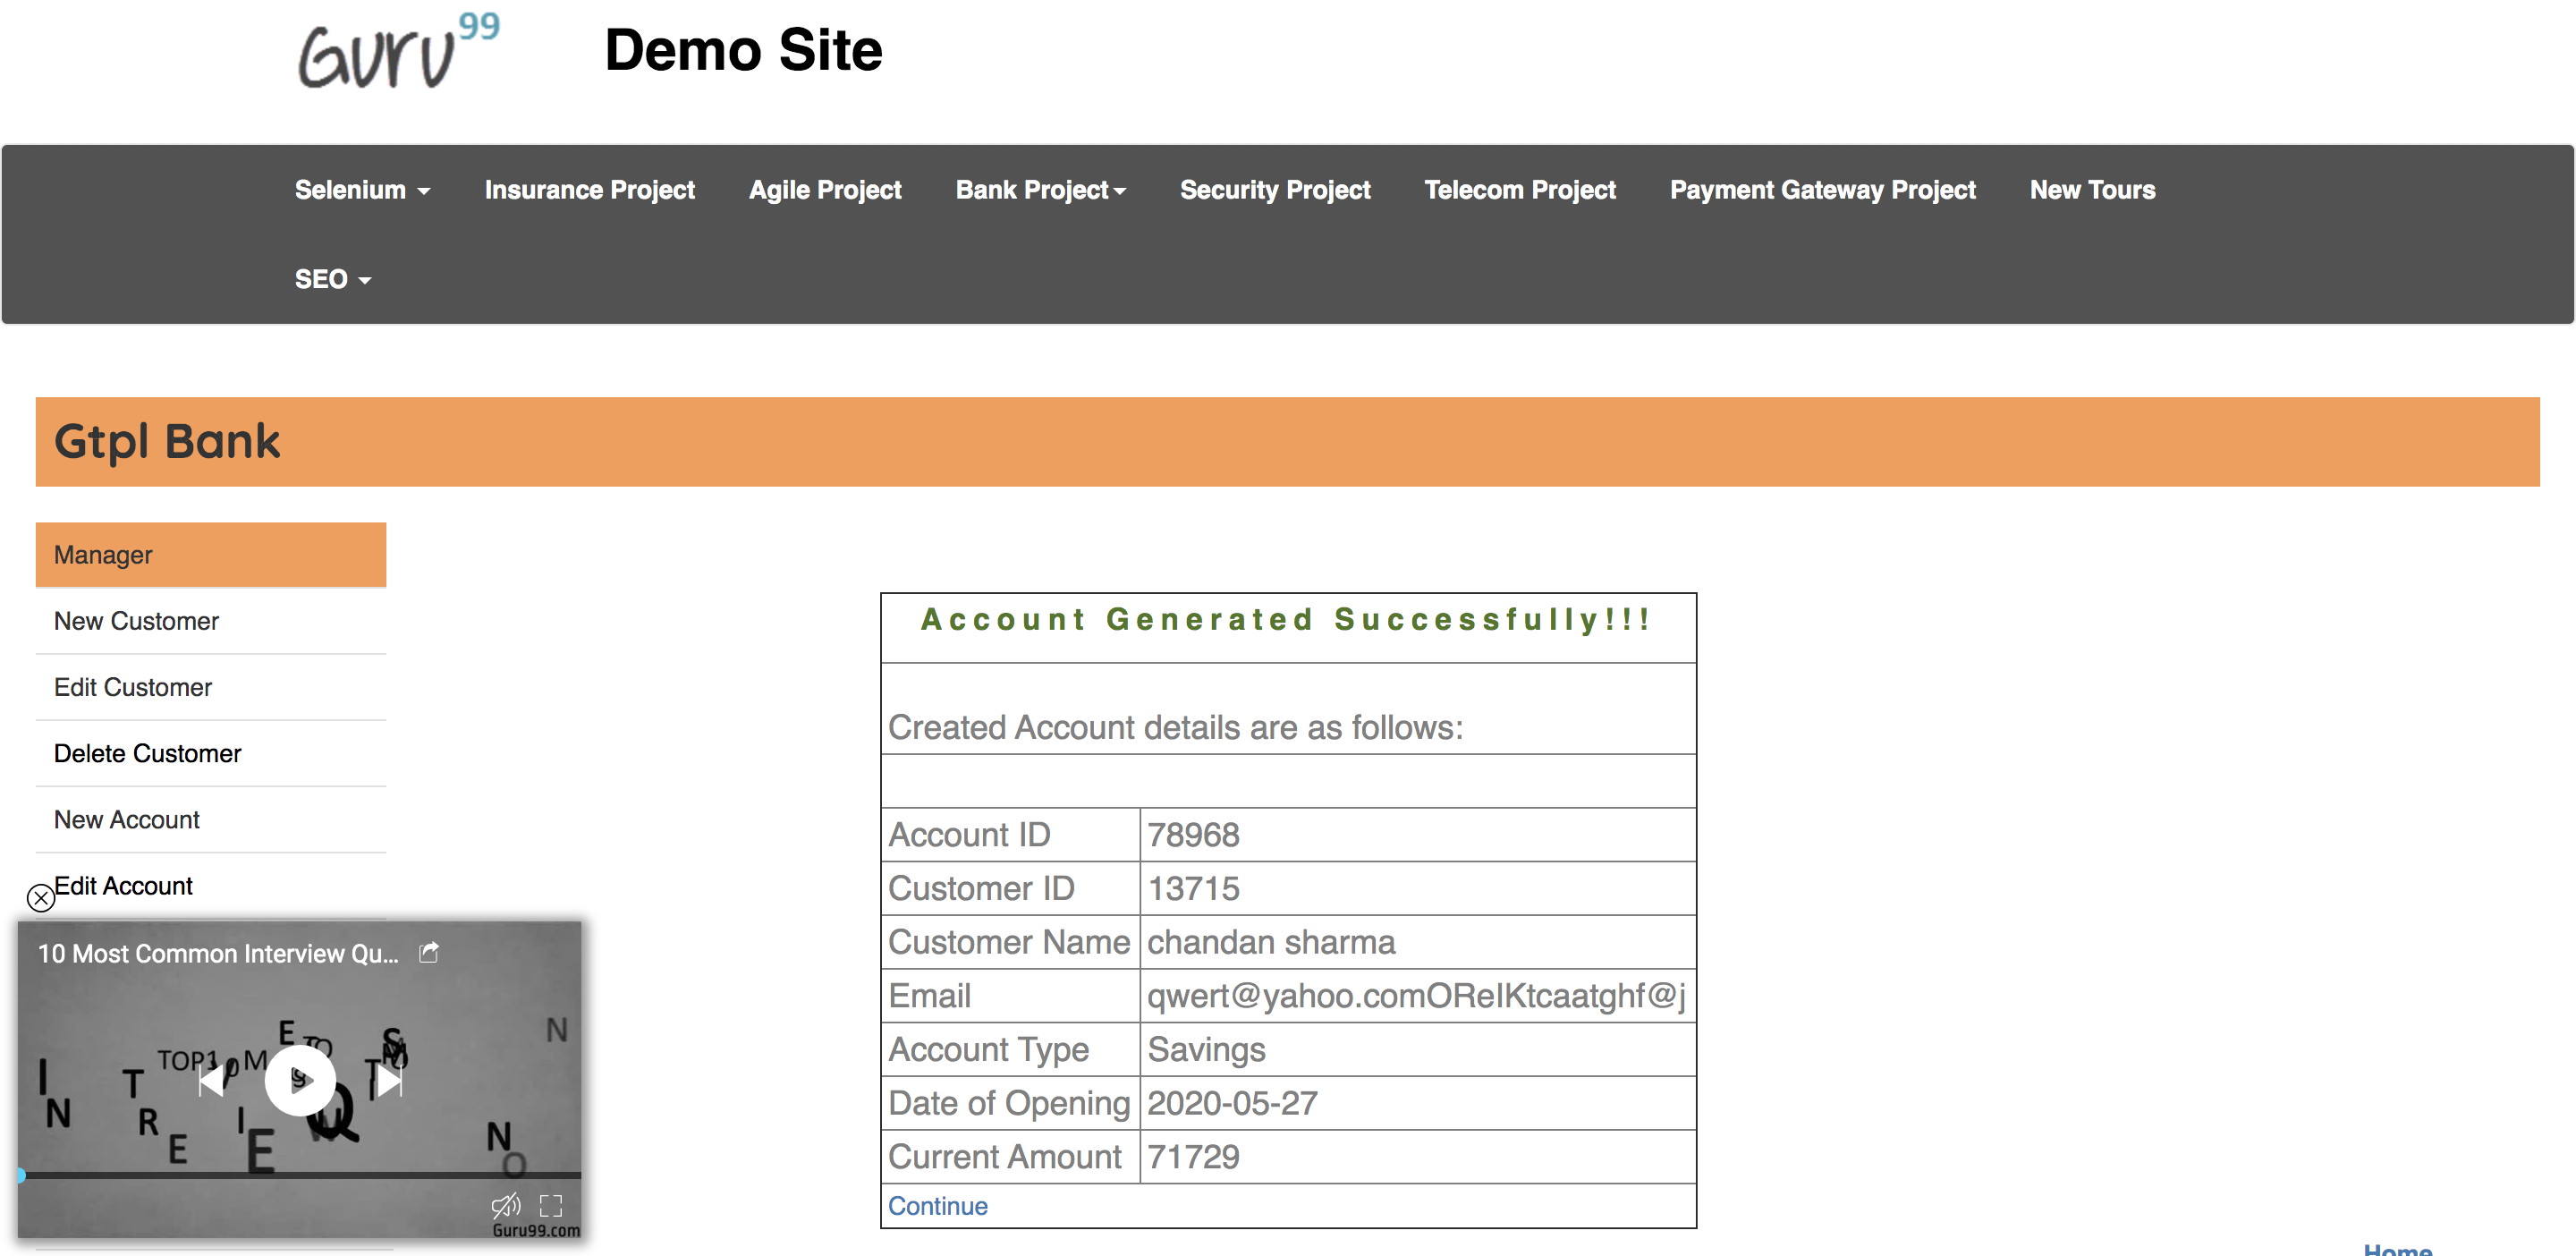 Guru99
Demo Site
Selenium Insurance Project Agile Project Bank Project Security Project Telecom Project Payment Gateway Project New Tours
SEO
Gtpl Bank
Manager
New Customer
Edit Customer
Delete Customer
New Account
Edit Account
Account Generated Successfully!!!
Created Account details are as follows:
Account ID 78968
Customer ID 13715
Customer Name chandan sharma
Email qwert@yahoo.comOReIKtcaatghf@j
Account Type Savings
Date of Opening 2020-05-27
Current Amount 71729
Continue
10 Most Common Interview Qu...
Guru99.com
Home